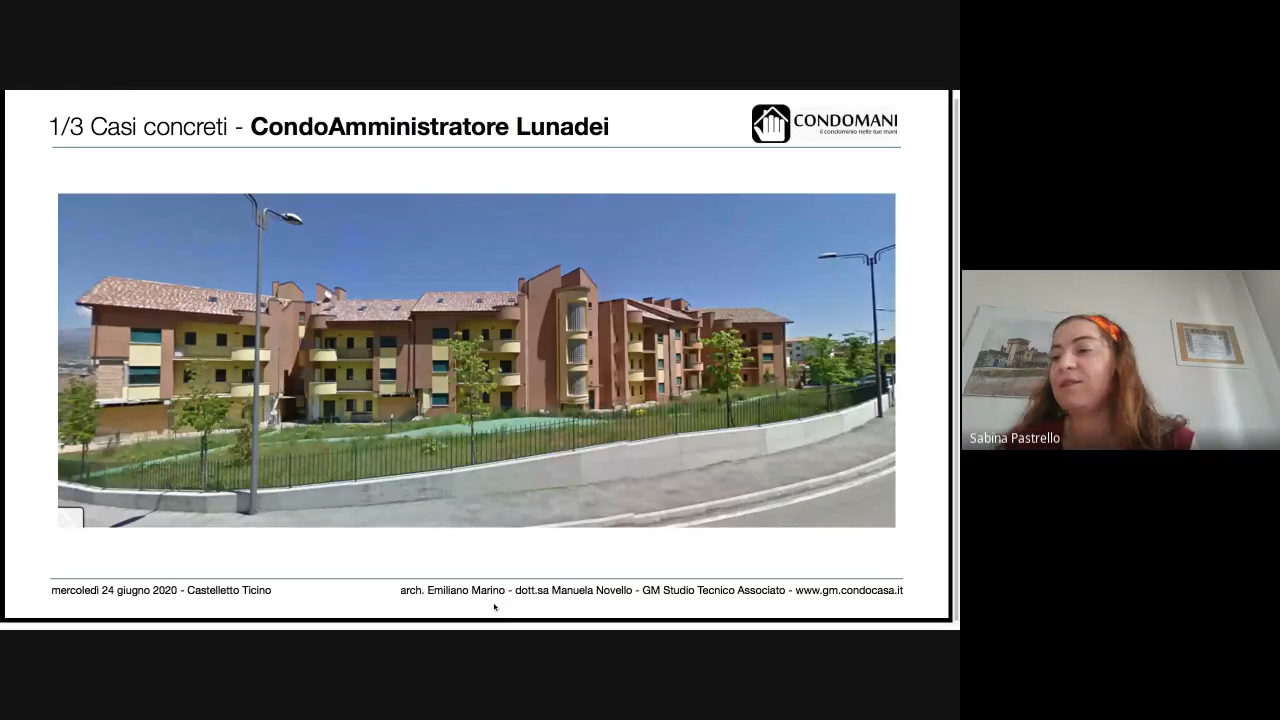 1/3 Casi concreti - CondoAmministratore Lunadei
CONDOMANI
il condominio nelle tue mani
mercoledì 24 giugno 2020 - Castelletto Ticino
arch. Emiliano Marino - dott.sa Manuela Novello - GM Studio Tecnico Associato - www.gm.condocasa.it
Sabina Pastrello